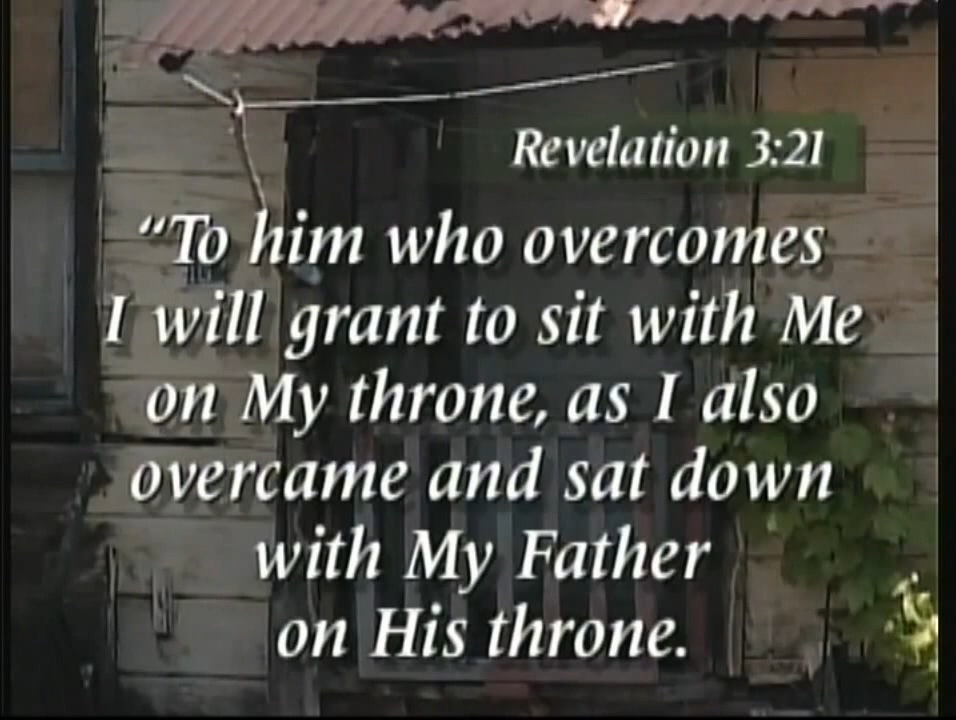 Revelation 3:21
“To him who overcomes
I will grant to sit with Me
on My throne, as I also
overcame and sat down
with My Father
on His throne.